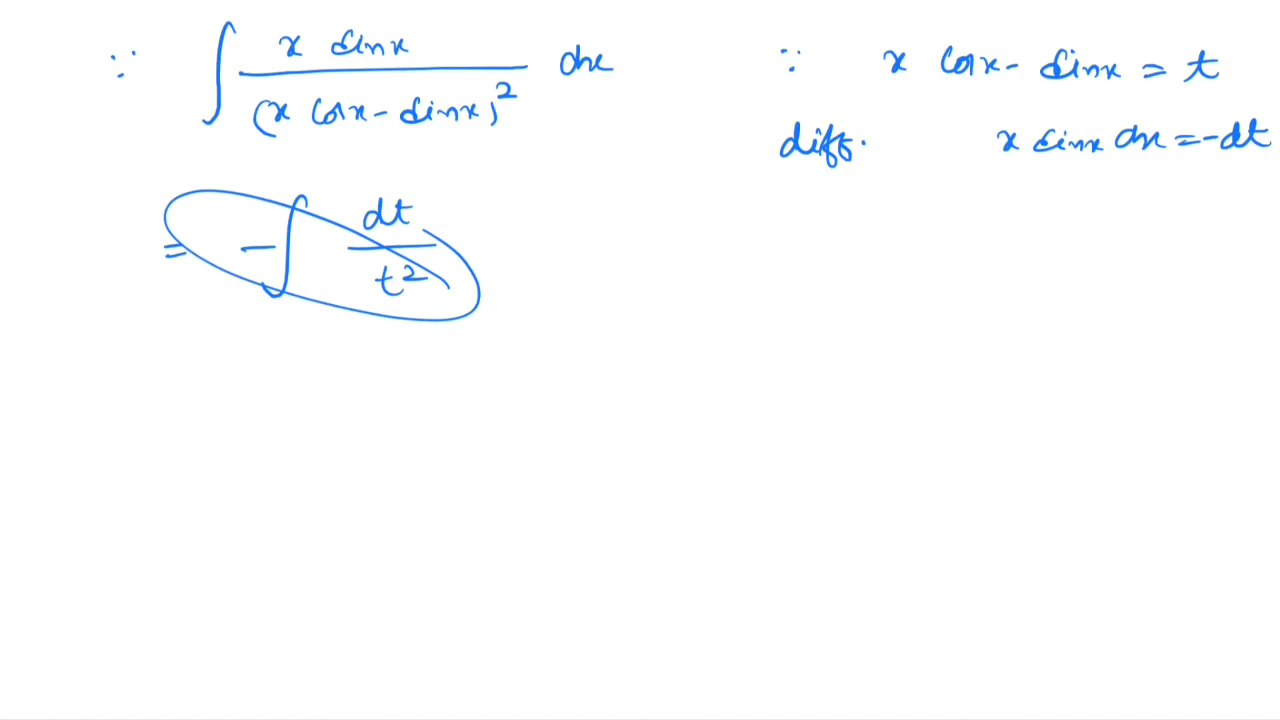 ∵ ∫ x sinx / (x cosx - sinx)² dx ∵ x cosx - sinx = t
diff. x sinx dx = -dt
= - ∫ dt / t²